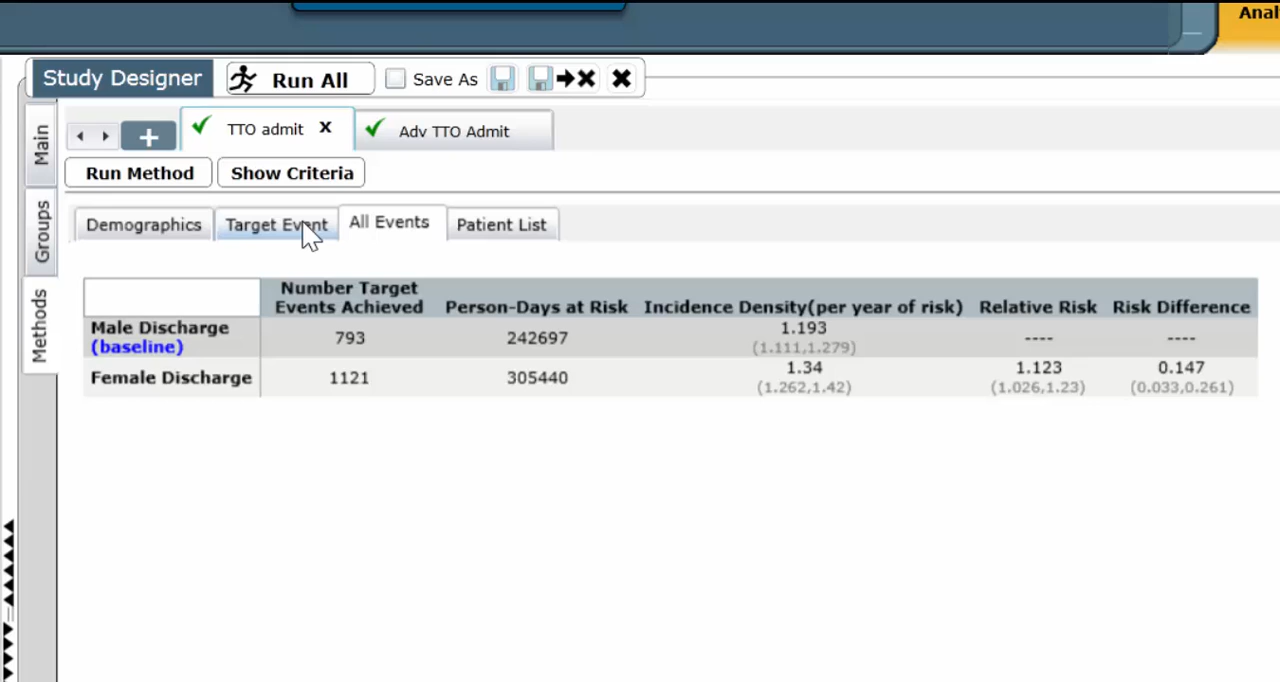 Anal
Study Designer Run All Save As
Main
Groups
Methods
+ TTO admit x Adv TTO Admit
Run Method Show Criteria
Demographics Target Event All Events Patient List
Number Target
Events Achieved Person-Days at Risk Incidence Density(per year of risk) Relative Risk Risk Difference
Male Discharge 793 242697 1.193 ---- ----
(baseline) (1.111,1.279)
Female Discharge 1121 305440 1.34 1.123 0.147
(1.262,1.42) (1.026,1.23) (0.033,0.261)